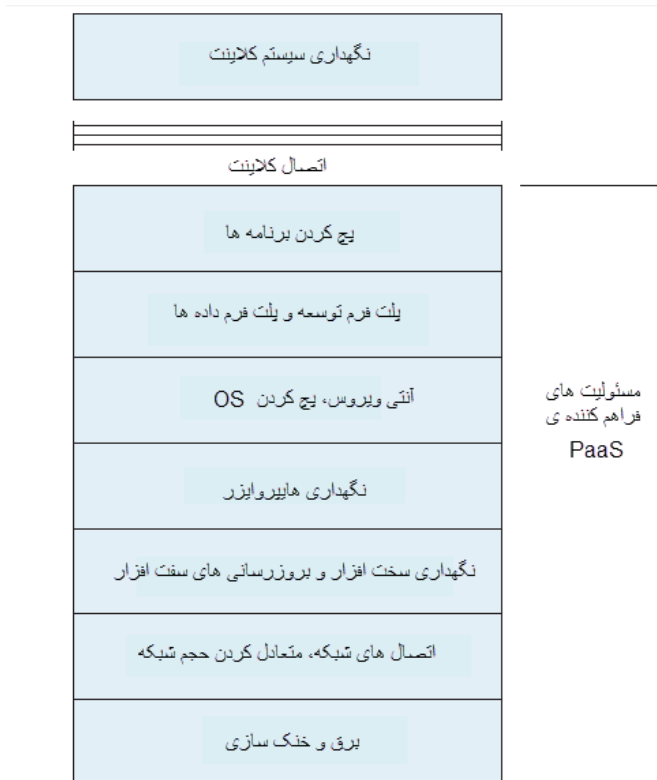 نگهداری سیستم کلاینت
اتصال کلاینت
پچ کردن برنامه ها
پلت فرم توسعه و پلت فرم داده ها
آنتی ویروس، پچ کردن OS
نگهداری هایپروایزر
نگهداری سخت افزار و بروزرسانی های سفت افزار
اتصال های شبکه، متعادل کردن حجم شبکه
برق و خنک سازی
مسئولیت های
فراهم کننده ی
PaaS